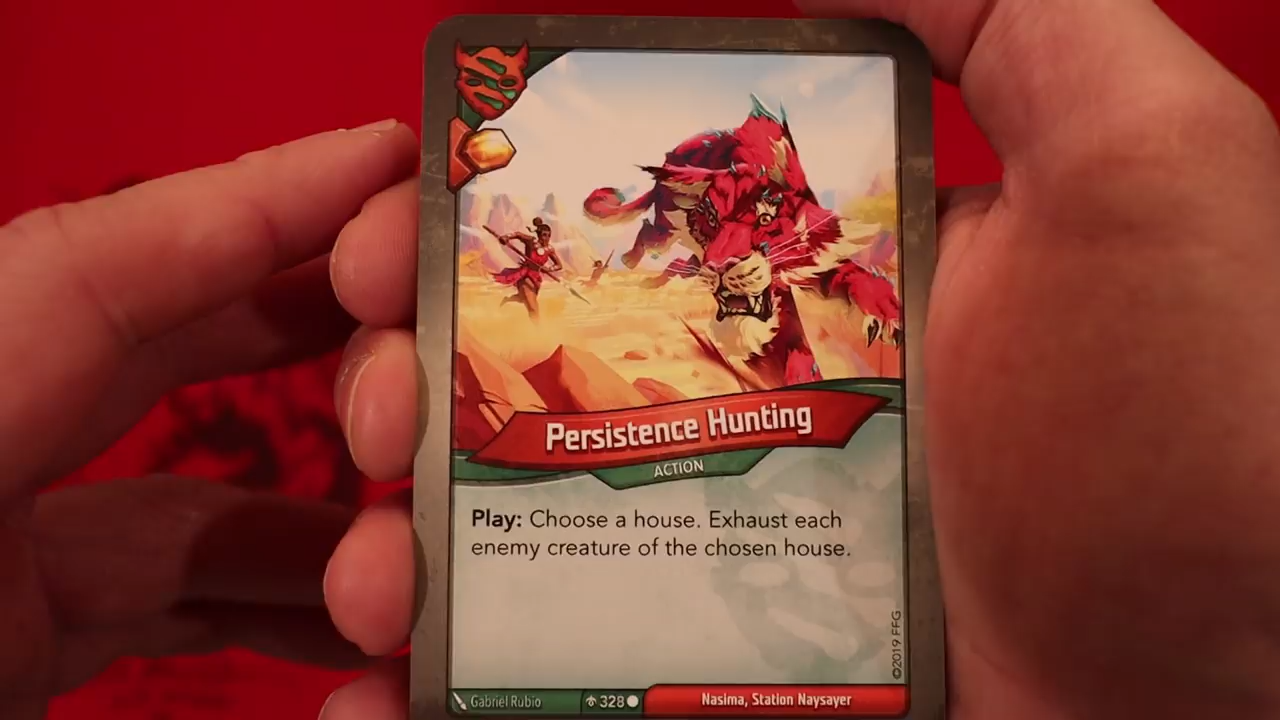 Persistence Hunting
ACTION
Play: Choose a house. Exhaust each
enemy creature of the chosen house.
©2019 FFG
Gabriel Rubio
328
Nasima, Station Naysayer